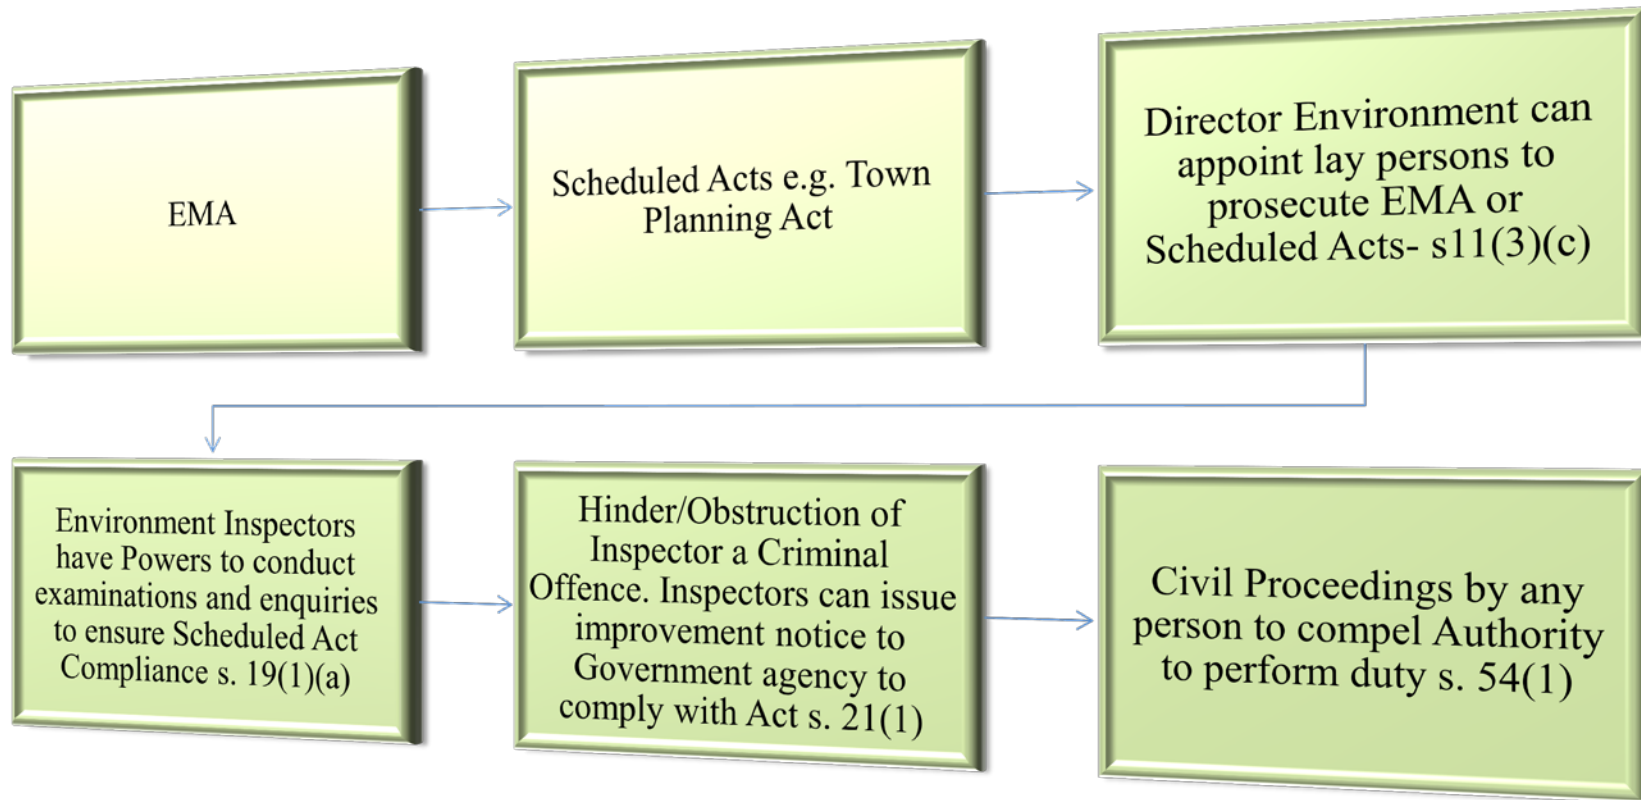 EMA
Scheduled Acts e.g. Town
Planning Act
Director Environment can
appoint lay persons to
prosecute EMA or
Scheduled Acts- s11(3)(c)
Environment Inspectors
have Powers to conduct
examinations and enquiries
to ensure Scheduled Act
Compliance s. 19(1)(a)
Hinder/Obstruction of
Inspector a Criminal
Offence. Inspectors can issue
improvement notice to
Government agency to
comply with Act s. 21(1)
Civil Proceedings by any
person to compel Authority
to perform duty s. 54(1)